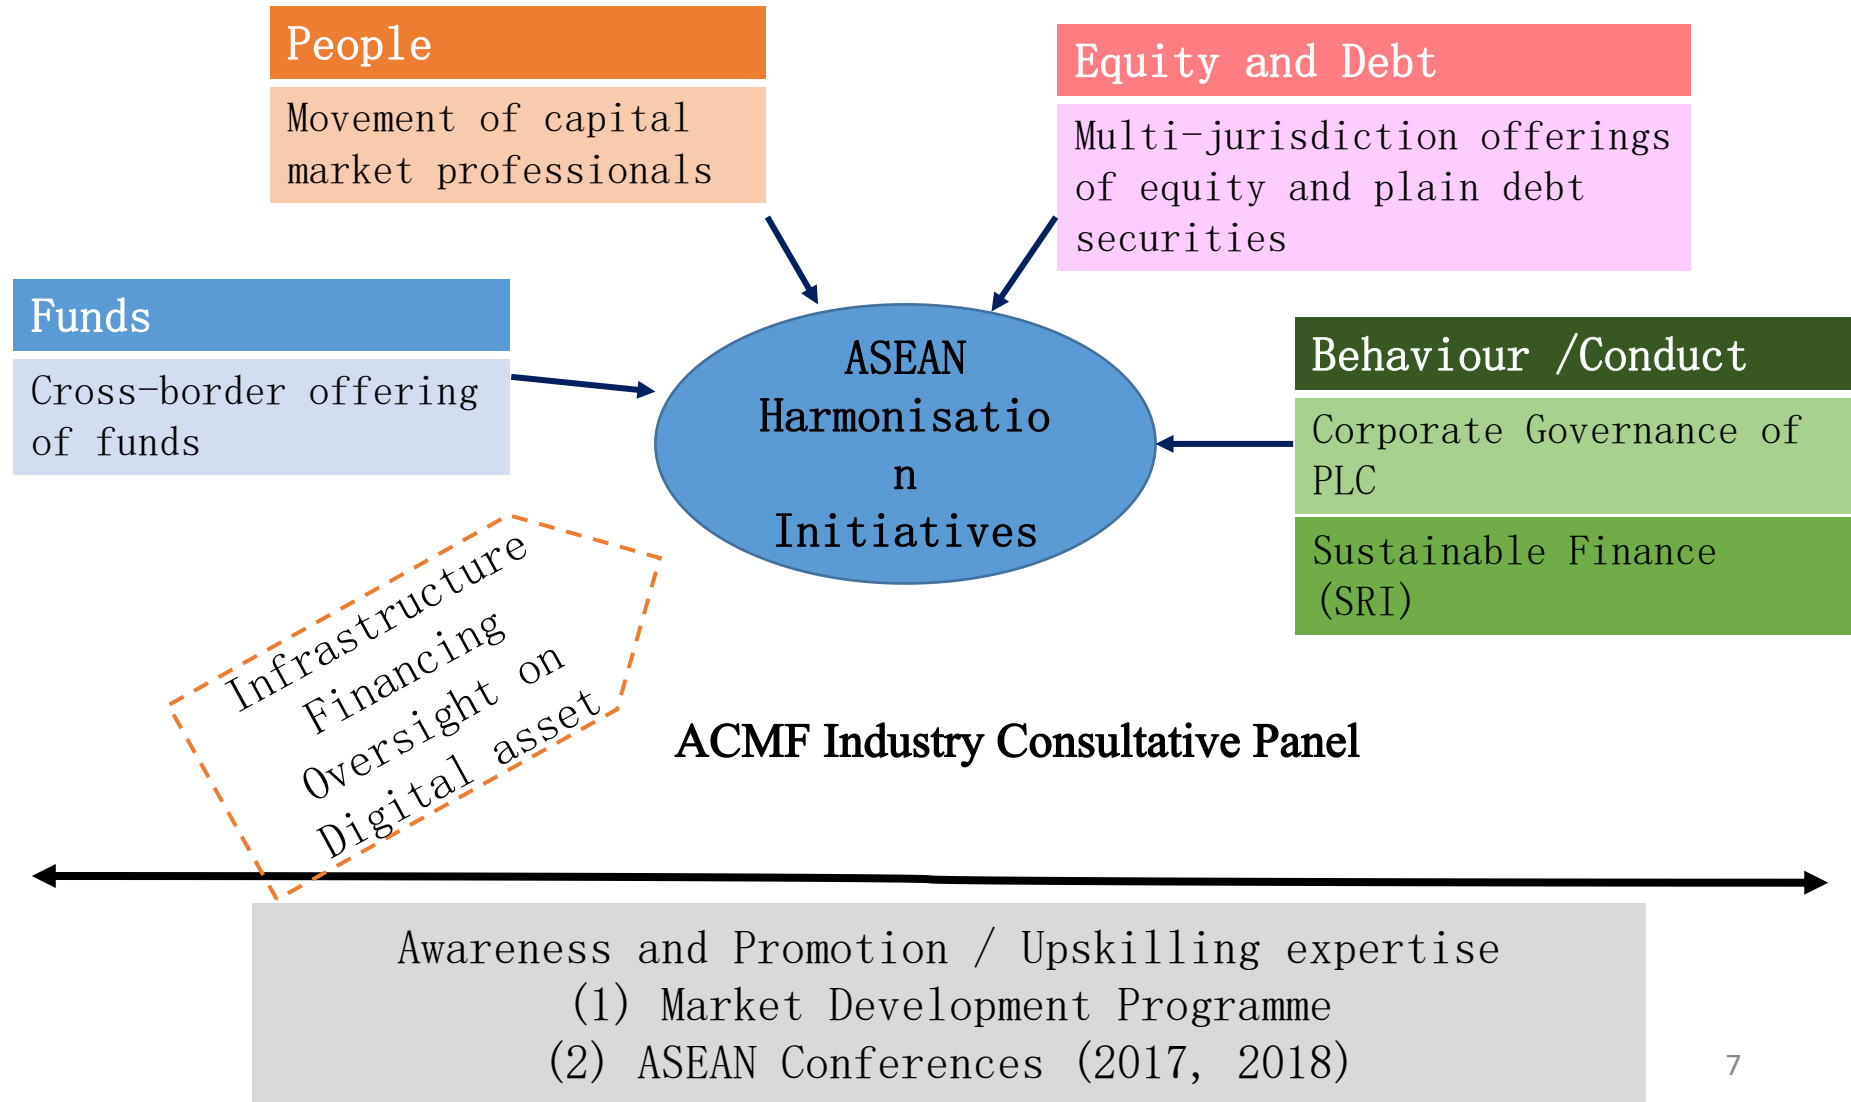 People
Movement of capital
market professionals
Equity and Debt
Multi-jurisdiction offerings
of equity and plain debt
securities
Funds
Cross-border offering
of funds
ASEAN
Harmonisatio
n
Initiatives
Behaviour /Conduct
Corporate Governance of
PLC
Sustainable Finance
(SRI)
Infrastructure
Financing
Oversight on
Digital asset
ACMF Industry Consultative Panel
Awareness and Promotion / Upskilling expertise
(1) Market Development Programme
(2) ASEAN Conferences (2017, 2018)
7